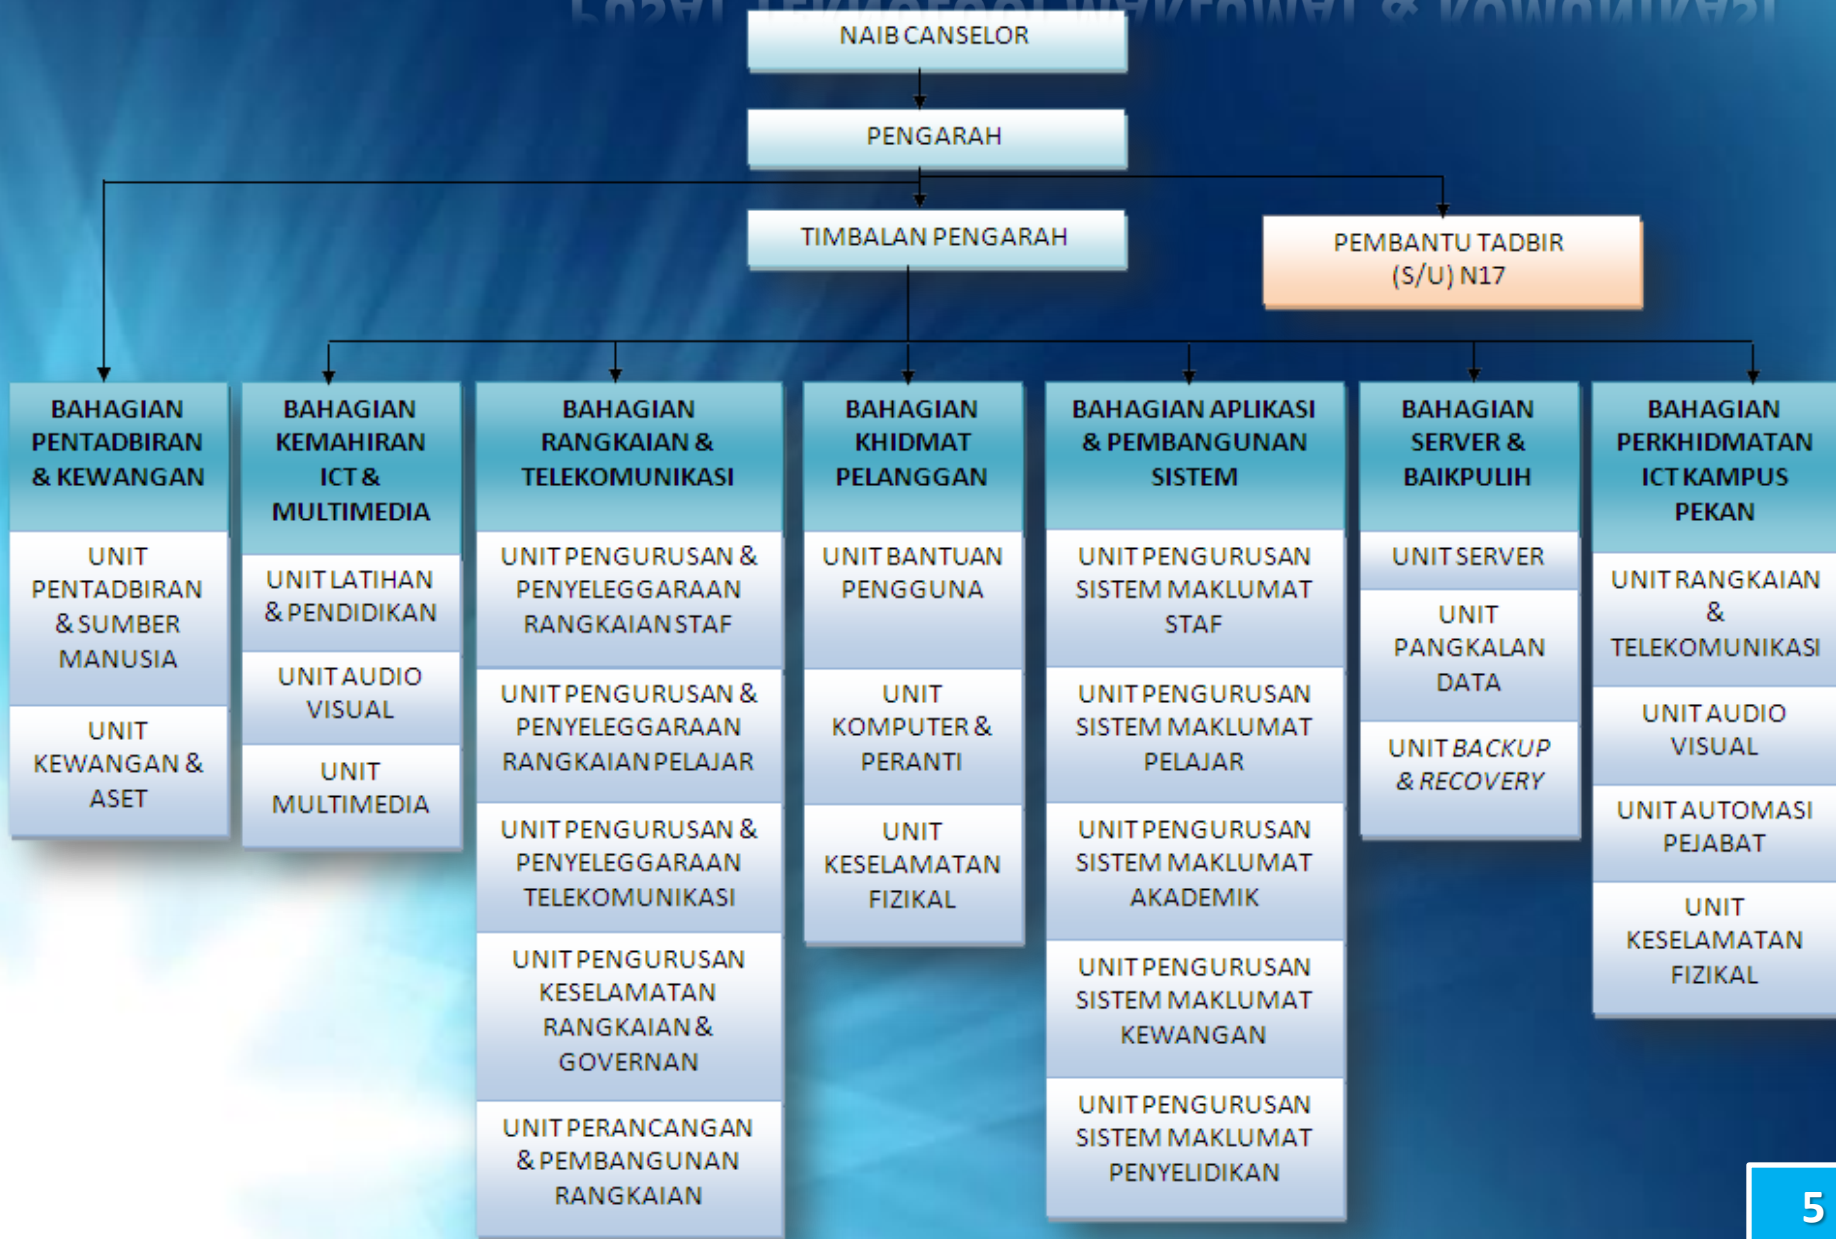 PUSAT TEKNOLOGI MAKLUMAT & KOMUNIKASI
NAIB CANSELOR
PENGARAH
TIMBALAN PENGARAH
PEMBANTU TADBIR
(S/U) N17
BAHAGIAN
PENTADBIRAN
& KEWANGAN
UNIT
PENTADBIRAN
& SUMBER
MANUSIA
UNIT
KEWANGAN &
ASET
BAHAGIAN
KEMAHIRAN
ICT &
MULTIMEDIA
UNIT LATIHAN
& PENDIDIKAN
UNIT AUDIO
VISUAL
UNIT
MULTIMEDIA
BAHAGIAN
RANGKAIAN &
TELEKOMUNIKASI
UNIT PENGURUSAN &
PENYELEGGARAAN
RANGKAIAN STAF
UNIT PENGURUSAN &
PENYELEGGARAAN
RANGKAIAN PELAJAR
UNIT PENGURUSAN &
PENYELEGGARAAN
TELEKOMUNIKASI
UNIT PENGURUSAN
KESELAMATAN
RANGKAIAN &
GOVERNAN
UNIT PERANCANGAN
& PEMBANGUNAN
RANGKAIAN
BAHAGIAN
KHIDMAT
PELANGGAN
UNIT BANTUAN
PENGGUNA
UNIT
KOMPUTER &
PERANTI
UNIT
KESELAMATAN
FIZIKAL
BAHAGIAN APLIKASI
& PEMBANGUNAN
SISTEM
UNIT PENGURUSAN
SISTEM MAKLUMAT
STAF
UNIT PENGURUSAN
SISTEM MAKLUMAT
PELAJAR
UNIT PENGURUSAN
SISTEM MAKLUMAT
AKADEMIK
UNIT PENGURUSAN
SISTEM MAKLUMAT
KEWANGAN
UNIT PENGURUSAN
SISTEM MAKLUMAT
PENYELIDIKAN
BAHAGIAN
SERVER &
BAIKPULIH
UNIT SERVER
UNIT
PANGKALAN
DATA
UNIT BACKUP
& RECOVERY
BAHAGIAN
PERKHIDMATAN
ICT KAMPUS
PEKAN
UNIT RANGKAIAN
&
TELEKOMUNIKASI
UNIT AUDIO
VISUAL
UNIT AUTOMASI
PEJABAT
UNIT
KESELAMATAN
FIZIKAL
5